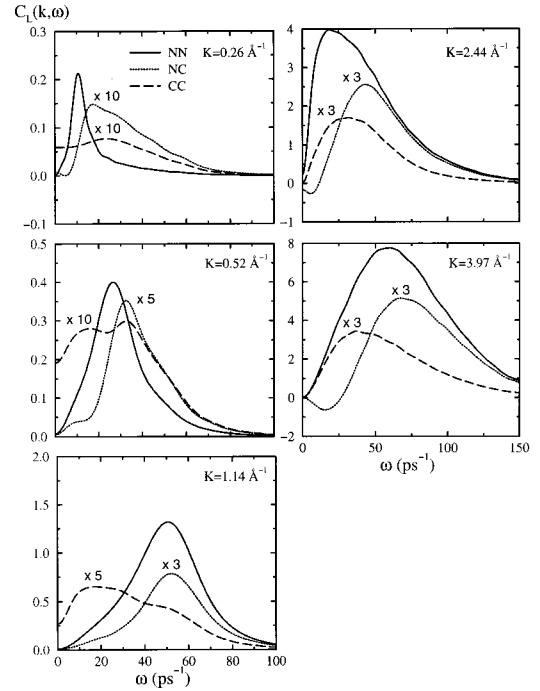 C_L(k,ω)
0.3
0.2
0.1
0.0
−0.1
NN
NC
CC
K=0.26 Å⁻¹
x 10
x 10
4
3
2
1
0
−1
K=2.44 Å⁻¹
x 3
x 3
0.5
0.4
0.3
0.2
0.1
0.0
K=0.52 Å⁻¹
x 5
x 10
8
6
4
2
0
−2
K=3.97 Å⁻¹
x 3
x 3
0 50 100 150
ω (ps⁻¹)
2.0
1.5
1.0
0.5
0.0
K=1.14 Å⁻¹
x 5
x 3
0 20 40 60 80 100
ω (ps⁻¹)